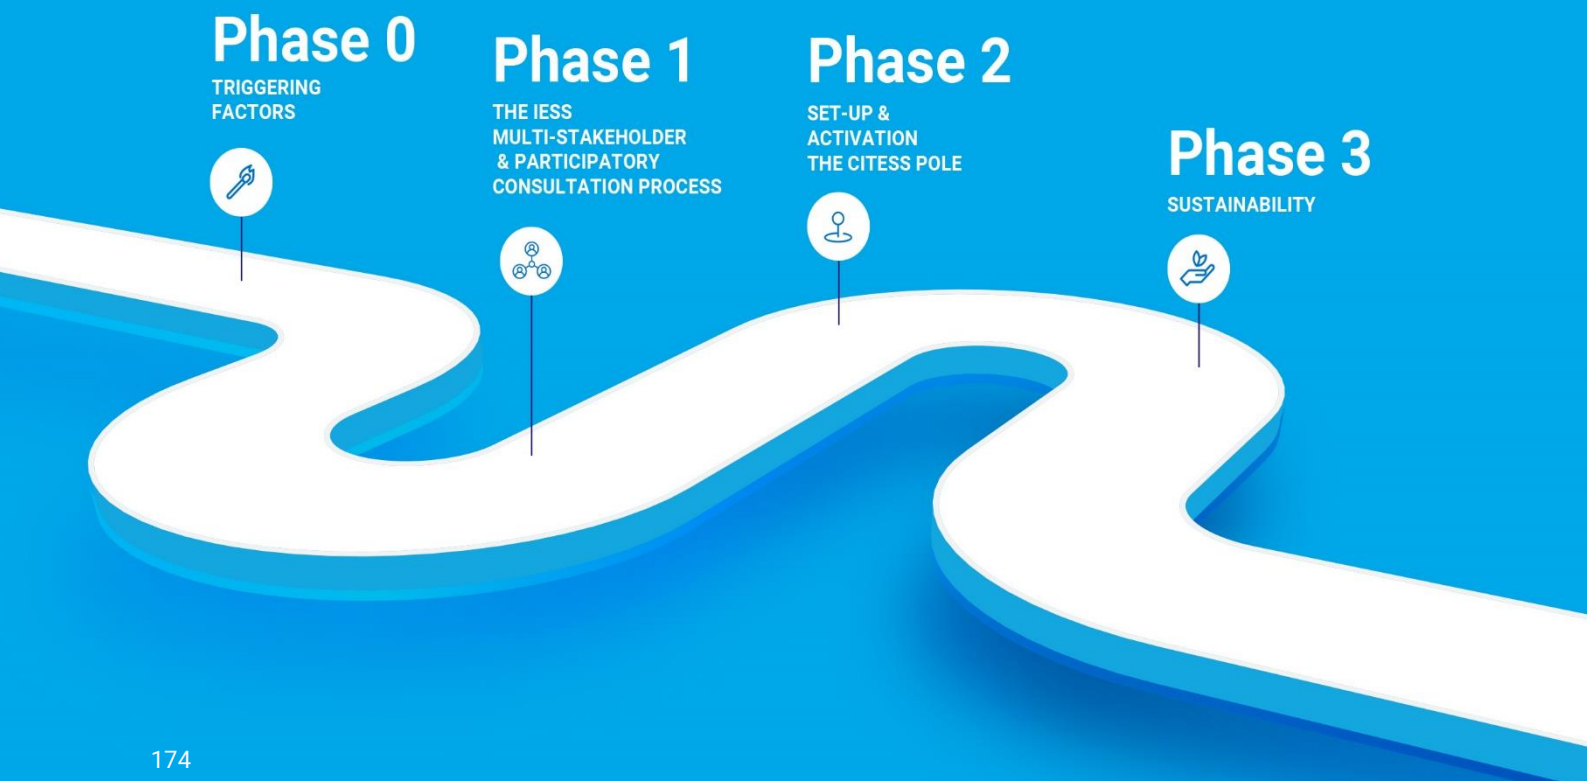 Phase 0
TRIGGERING
FACTORS
Phase 1
THE IESS
MULTI-STAKEHOLDER
& PARTICIPATORY
CONSULTATION PROCESS
Phase 2
SET-UP &
ACTIVATION
THE CITESS POLE
Phase 3
SUSTAINABILITY
174